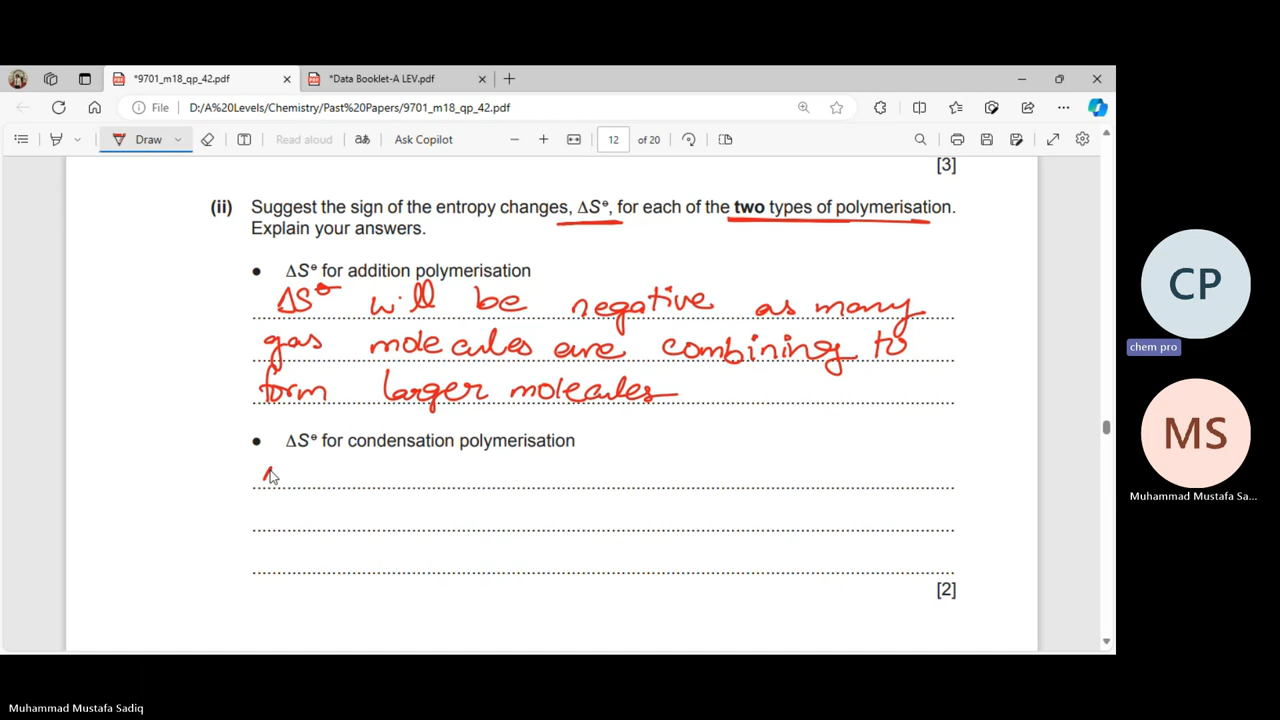 *9701_m18_qp_42.pdf
*Data Booklet-A LEV.pdf
File D:/A%20Levels/Chemistry/Past%20Papers/9701_m18_qp_42.pdf
Draw
Read aloud
Ask Copilot
12 of 20
[3]
(ii) Suggest the sign of the entropy changes, ΔS⦵, for each of the two types of polymerisation.
Explain your answers.
● ΔS⦵ for addition polymerisation
ΔS⦵ will be negative as many
gas molecules are combining to
form larger molecules
● ΔS⦵ for condensation polymerisation
[2]
CP
chem pro
MS
Muhammad Mustafa Sa...
Muhammad Mustafa Sadiq